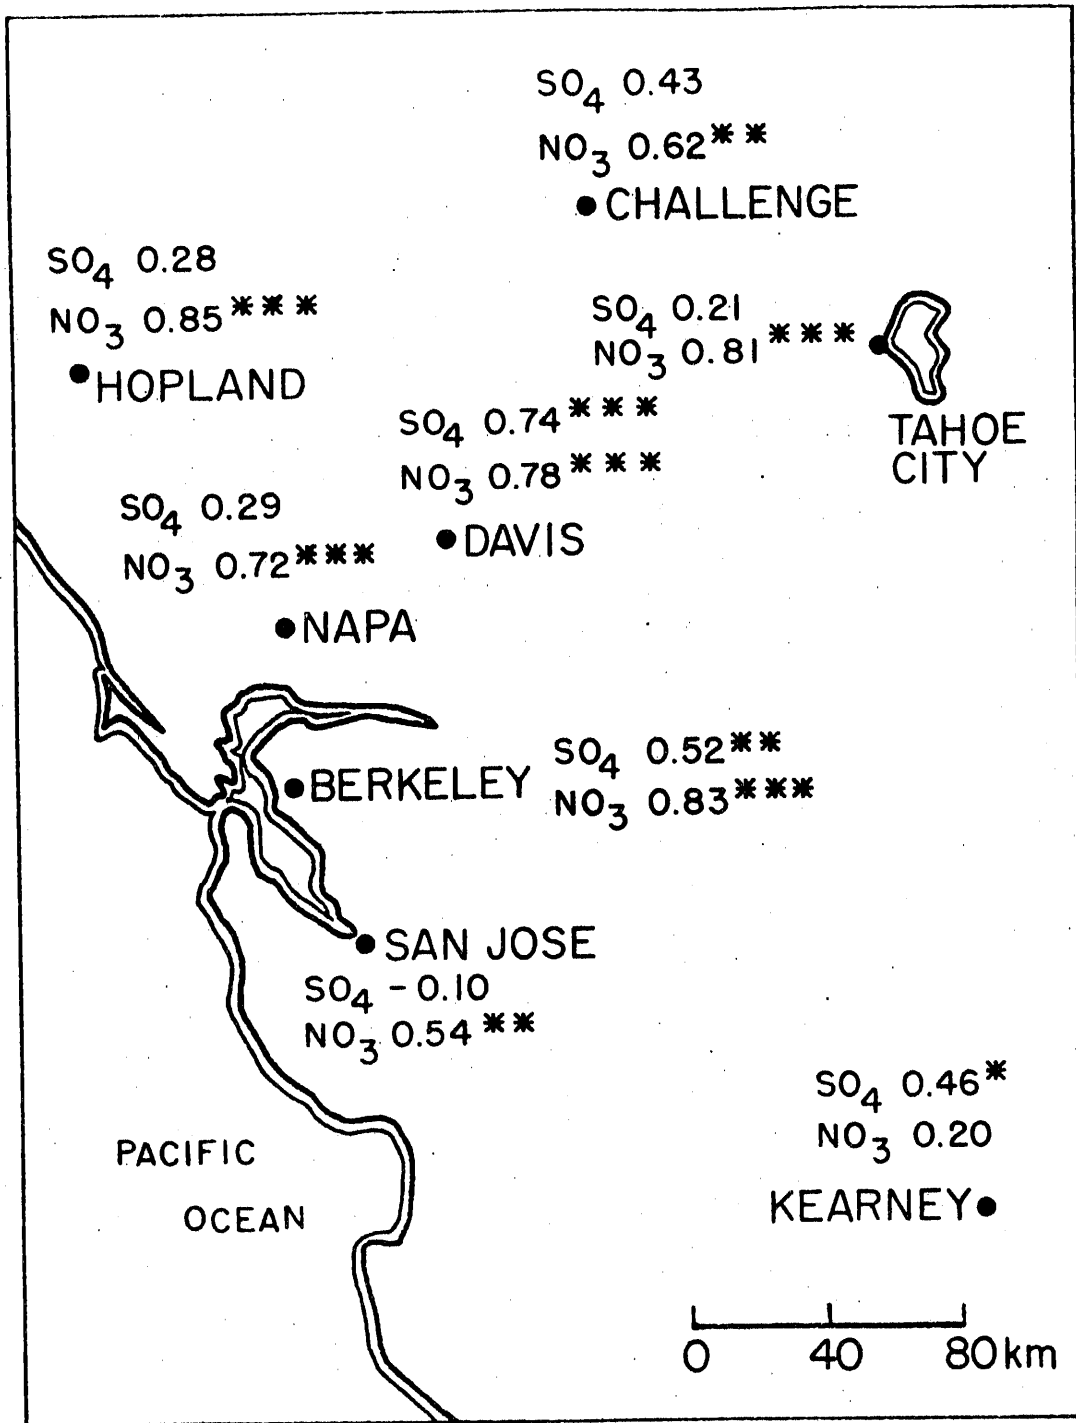 SO4 0.43
NO3 0.62**
CHALLENGE
SO4 0.28
NO3 0.85***
HOPLAND
SO4 0.21
NO3 0.81***
TAHOE
CITY
SO4 0.74***
NO3 0.78***
DAVIS
SO4 0.29
NO3 0.72***
NAPA
BERKELEY
SO4 0.52**
NO3 0.83***
SAN JOSE
SO4 -0.10
NO3 0.54**
SO4 0.46*
NO3 0.20
KEARNEY
PACIFIC
OCEAN
0 40 80km